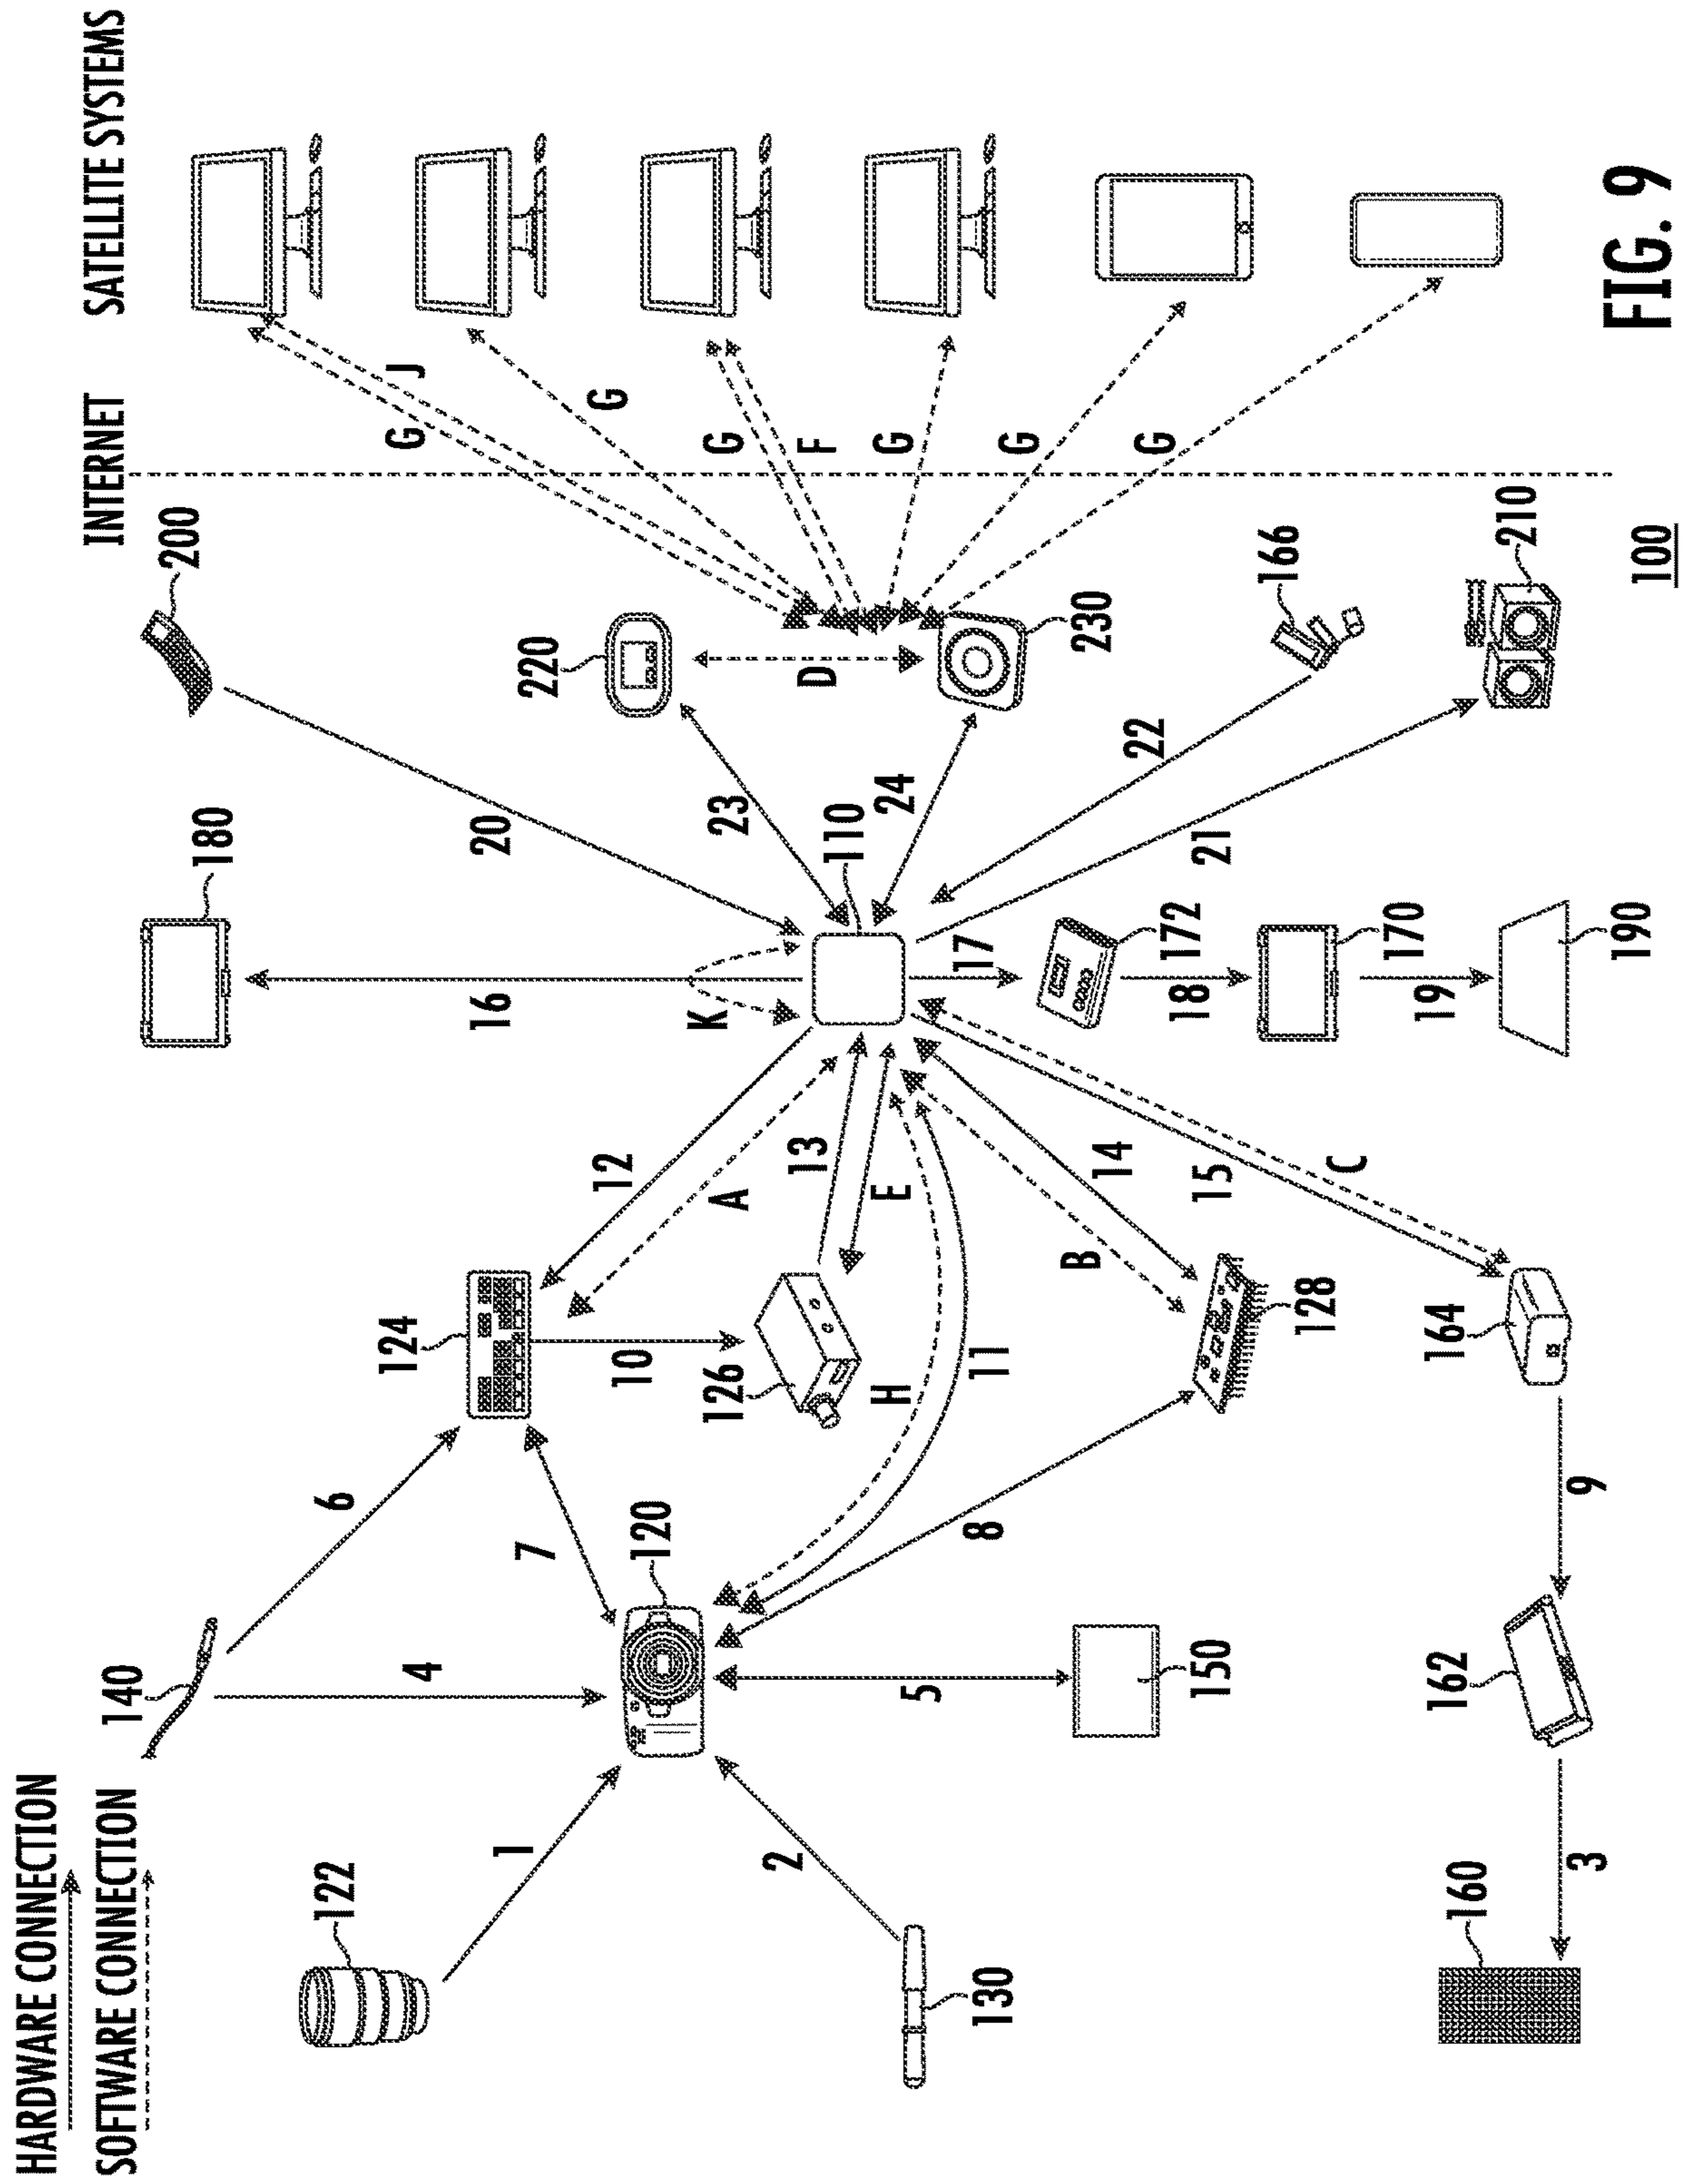 HARDWARE CONNECTION
SOFTWARE CONNECTION
INTERNET
SATELLITE SYSTEMS
140
200
180
122
6
124
G
J
4
16
20
1
7
220
G
12
10
120
K
126
A
23
G
2
13
D
F
110
H
E
24
G
5
17
8
130
11
G
B
230
14
22
G
172
18
150
15
21
166
128
C
170
19
162
164
160
210
3
9
190
100
FIG. 9